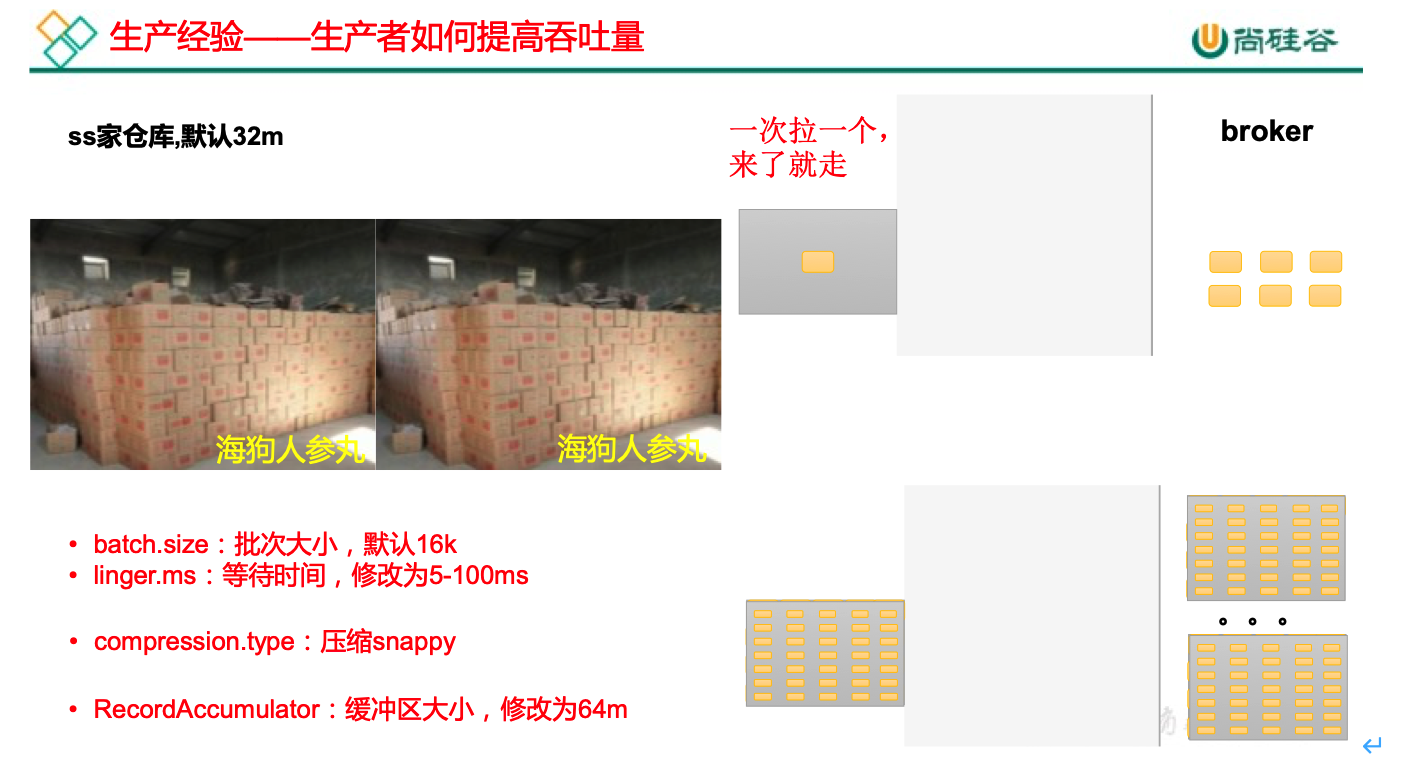 生产经验——生产者如何提高吞吐量
尚硅谷
ss家仓库,默认32m
一次拉一个，
来了就走
broker
海狗人参丸
海狗人参丸
• batch.size：批次大小，默认16k
• linger.ms：等待时间，修改为5-100ms
• compression.type：压缩snappy
• RecordAccumulator：缓冲区大小，修改为64m